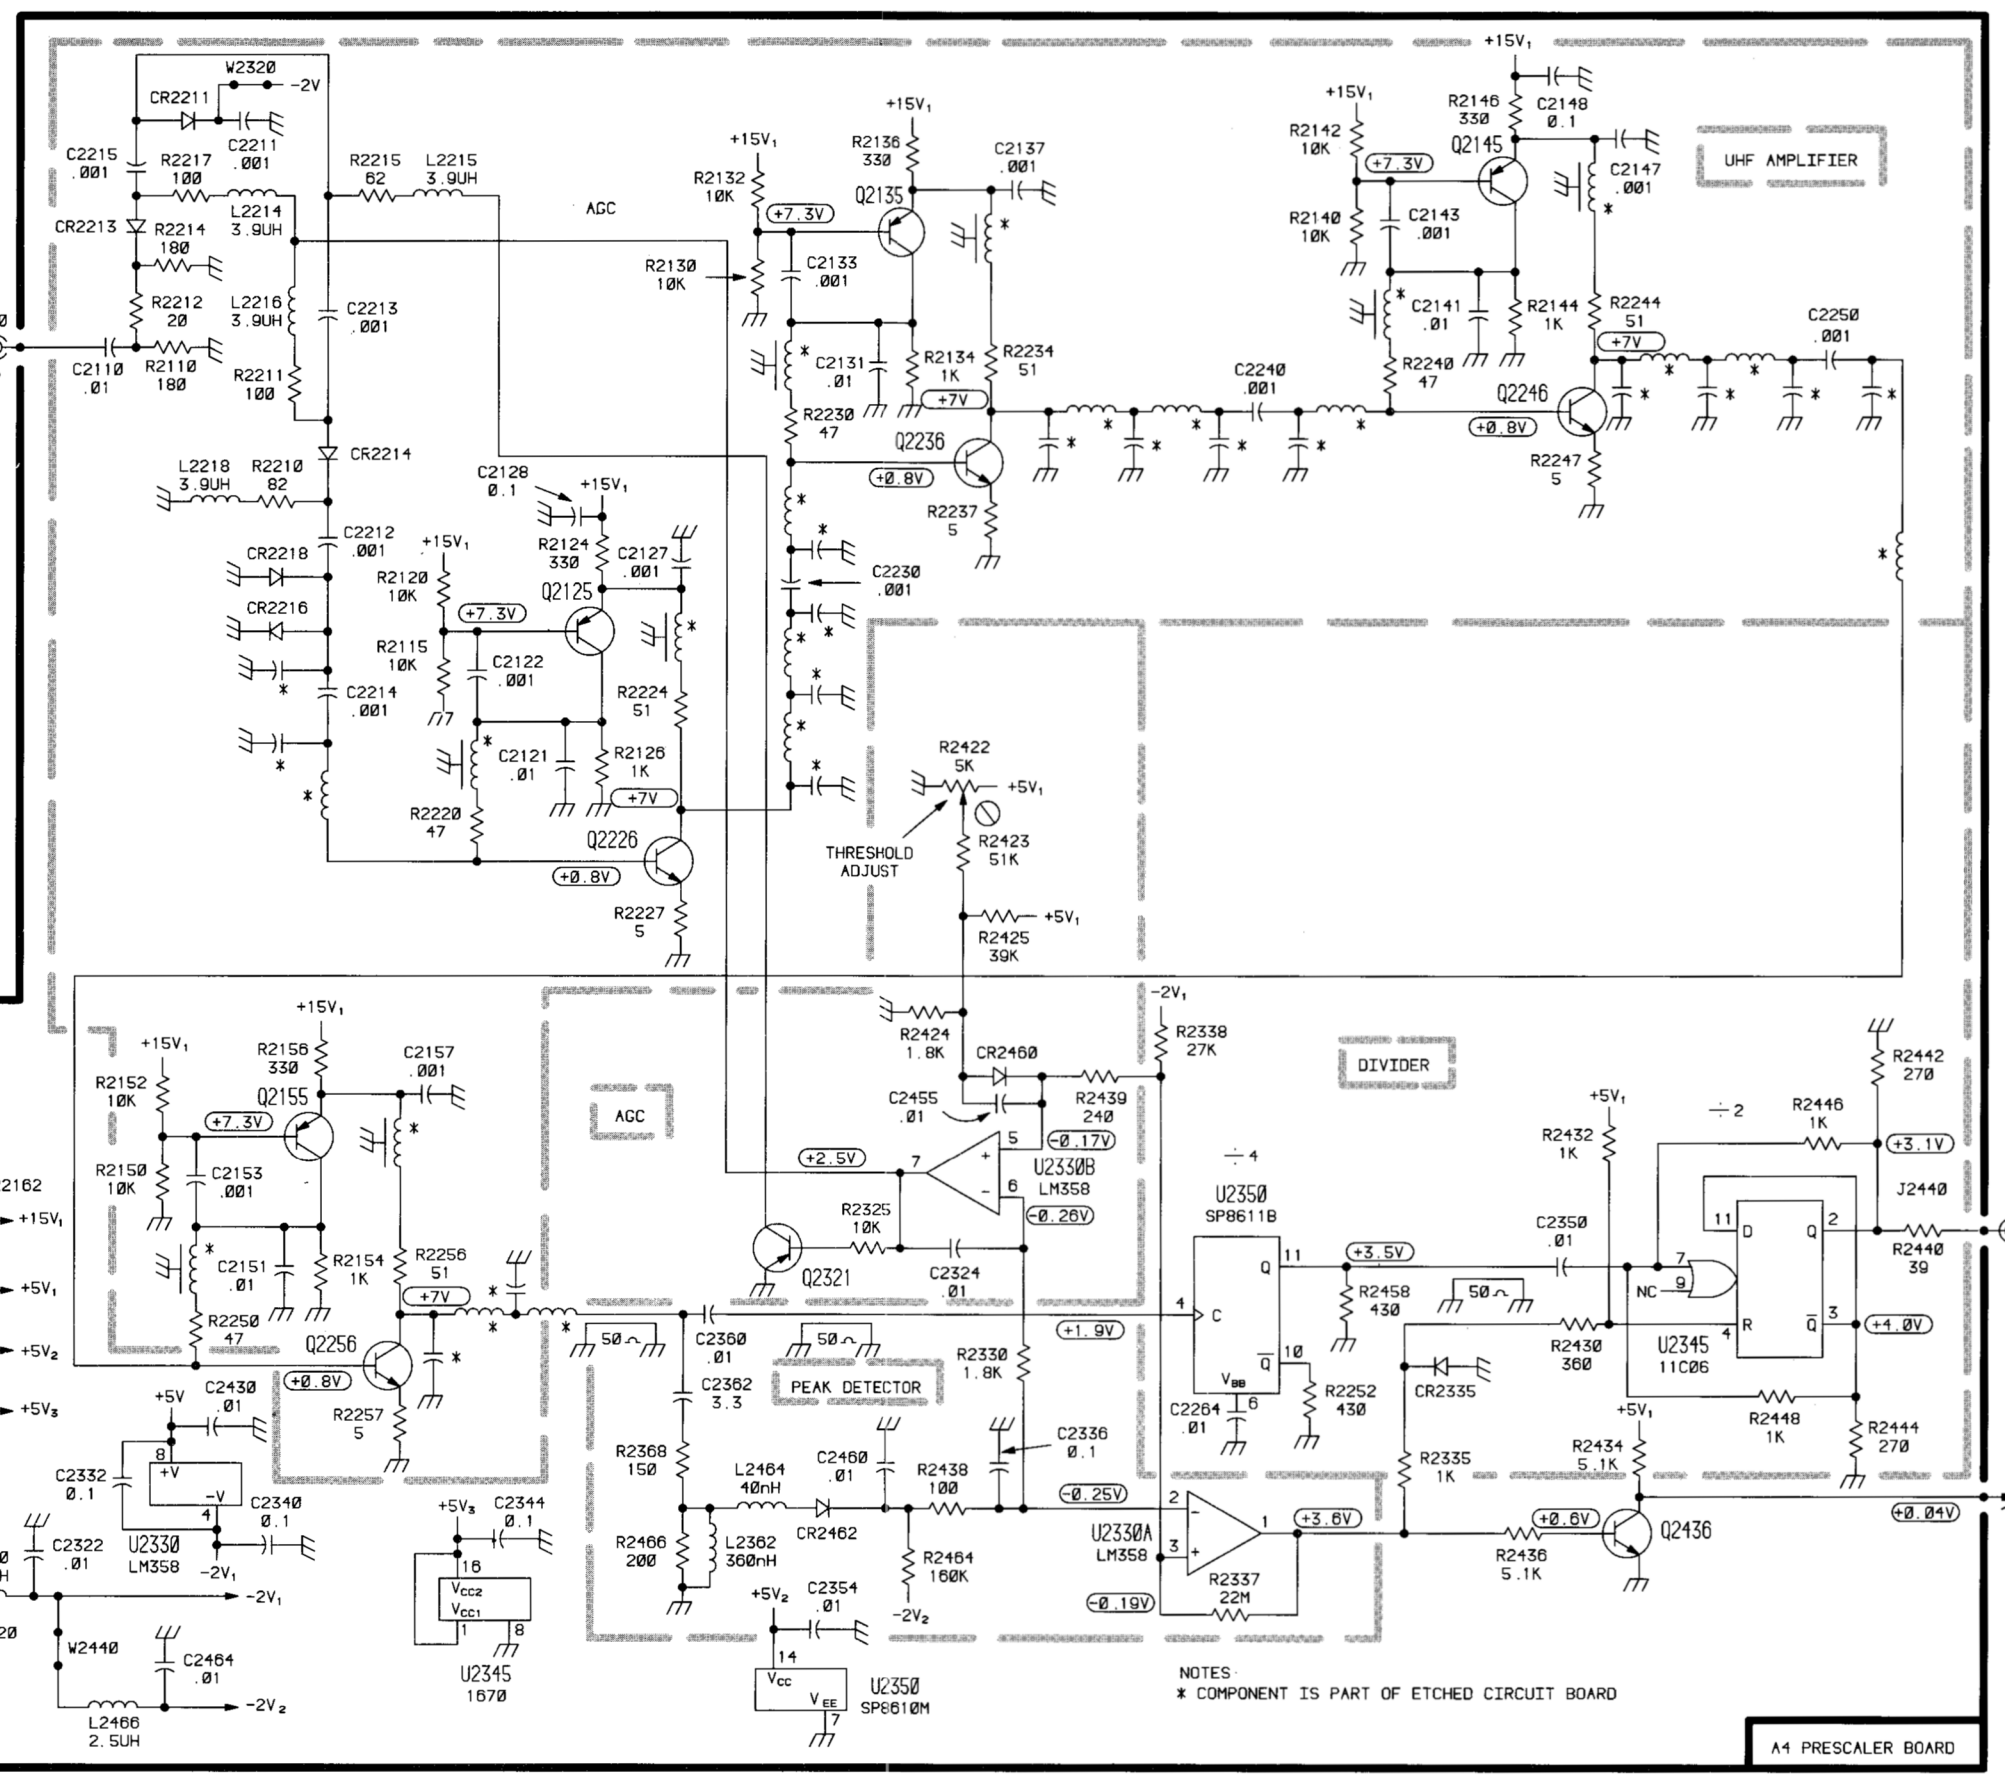 W2320
-2V
CR2211
C2211
.001
C2215
.001
R2217
100
L2214
3.9UH
CR2213
R2214
180
R2212
20
L2216
3.9UH
C2213
.001
C2110
.01
R2110
180
R2211
100
R2215
62
L2215
3.9UH
AGC
CR2214
L2218
3.9UH
R2210
82
C2212
.001
CR2218
CR2216
C2214
.001
*
*
*
+15V₁
R2120
10K
R2115
10K
+7.3V
C2122
.001
Q2125
C2128
0.1
+15V₁
R2124
330
C2127
.001
*
R2224
51
*
C2121
.01
R2126
1K
+7V
R2220
47
Q2226
+0.8V
R2227
5
+15V₁
R2132
10K
+7.3V
R2130
10K
C2133
.001
+15V₁
R2136
330
Q2135
C2137
.001
*
*
C2131
.01
R2134
1K
R2234
51
+7V
R2230
47
Q2236
+0.8V
R2237
5
*
*
C2230
.001
*
*
*
*
*
C2240
.001
*
*
*
*
*
*
*
+15V₁
R2142
10K
+7.3V
R2140
10K
C2143
.001
+15V₁
R2146
330
C2148
0.1
Q2145
C2147
.001
*
UHF AMPLIFIER
*
C2141
.01
R2144
1K
R2244
51
+7V
C2250
.001
R2240
47
Q2246
+0.8V
R2247
5
*
*
*
*
*
*
*
R2422
5K
+5V₁
THRESHOLD
ADJUST
R2423
51K
+5V₁
R2425
39K
R2424
1.8K
CR2460
C2455
.01
R2439
240
-2V₁
R2338
27K
AGC
-0.17V
5
+
6
-
7
+2.5V
U2330B
LM358
-0.26V
R2325
10K
Q2321
C2324
.01
DIVIDER
÷4
U2350
SP8611B
11
Q
4
C
+1.9V
10
Q̅
VBB
6
C2264
.01
+3.5V
R2458
430
R2252
430
C2350
.01
50Ω
+5V₁
R2432
1K
÷2
R2446
1K
R2442
270
+3.1V
J2440
11
D
Q
2
7
9
NC
R
4
Q̅
3
+4.0V
R2440
39
U2345
11C06
R2430
360
CR2335
R2448
1K
R2444
270
+5V₁
R2434
5.1K
+0.04V
Q2436
+0.6V
R2436
5.1K
R2335
1K
+15V₁
R2152
10K
+7.3V
R2150
10K
C2153
.001
+15V₁
R2156
330
Q2155
C2157
.001
*
*
C2151
.01
R2154
1K
R2256
51
+7V
*
*
*
*
R2250
47
Q2256
+0.8V
R2257
5
50Ω
C2360
.01
50Ω
PEAK DETECTOR
C2362
3.3
R2330
1.8K
R2368
150
L2464
40nH
CR2462
C2460
.01
R2438
100
C2336
0.1
-0.25V
R2466
200
L2362
360nH
R2464
160K
-2V₂
2
-
3
+
1
U2330A
LM358
+3.6V
R2337
22M
-0.19V
2162
+15V₁
+5V₁
+5V₂
+5V₃
+5V
C2430
.01
8
+V
-V
4
C2332
0.1
C2340
0.1
U2330
LM358
-2V₁
C2322
.01
-2V₁
W2440
C2464
.01
L2466
2.5UH
-2V₂
+5V₃
C2344
0.1
16
VCC2
VCC1
1
8
U2345
1670
+5V₂
C2354
.01
14
VCC
VEE
7
U2350
SP8610M
NOTES
* COMPONENT IS PART OF ETCHED CIRCUIT BOARD
A4 PRESCALER BOARD